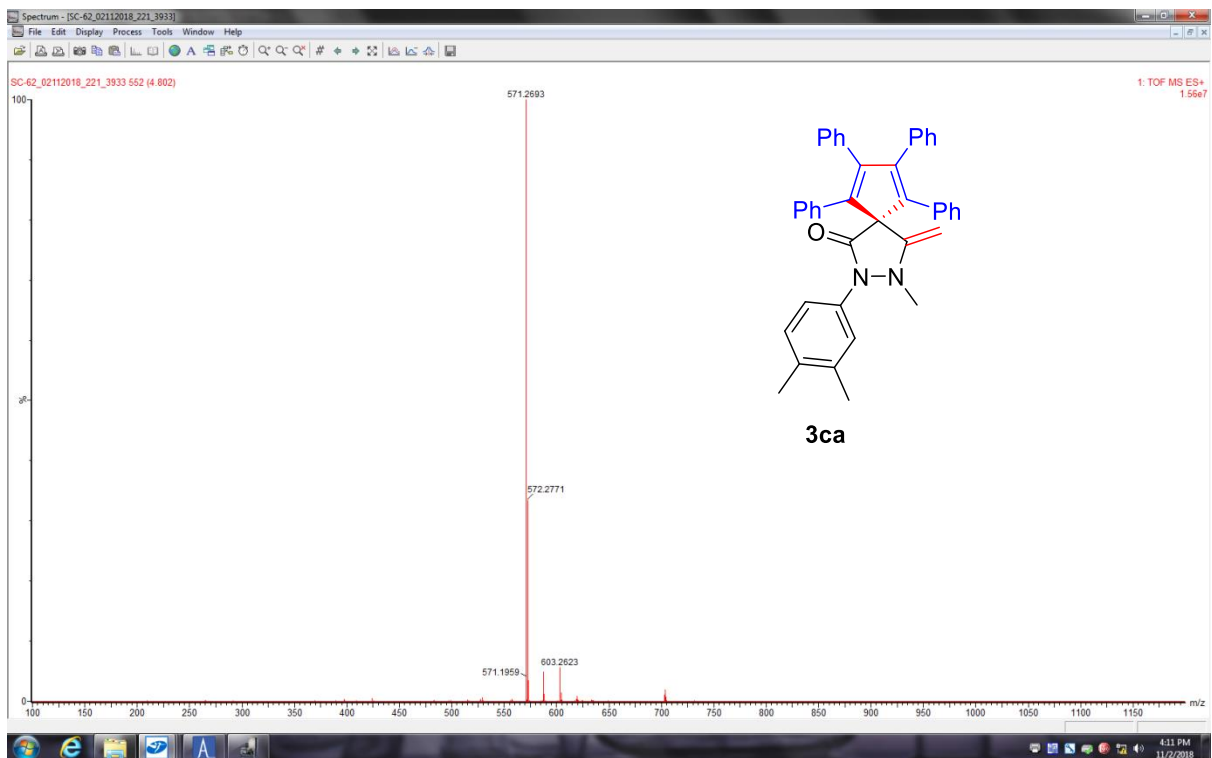 Spectrum - [SC-62_02112018_221_3933]
File Edit Display Process Tools Window Help
SC-62_02112018_221_3933 552 (4.802)
1: TOF MS ES+
1.56e7
100
571.2693
Ph Ph
Ph Ph
O
N N
572.2771
%
3ca
571.1959
603.2623
0
100 150 200 250 300 350 400 450 500 550 600 650 700 750 800 850 900 950 1000 1050 1100 1150 m/z
4:11 PM
11/2/2018